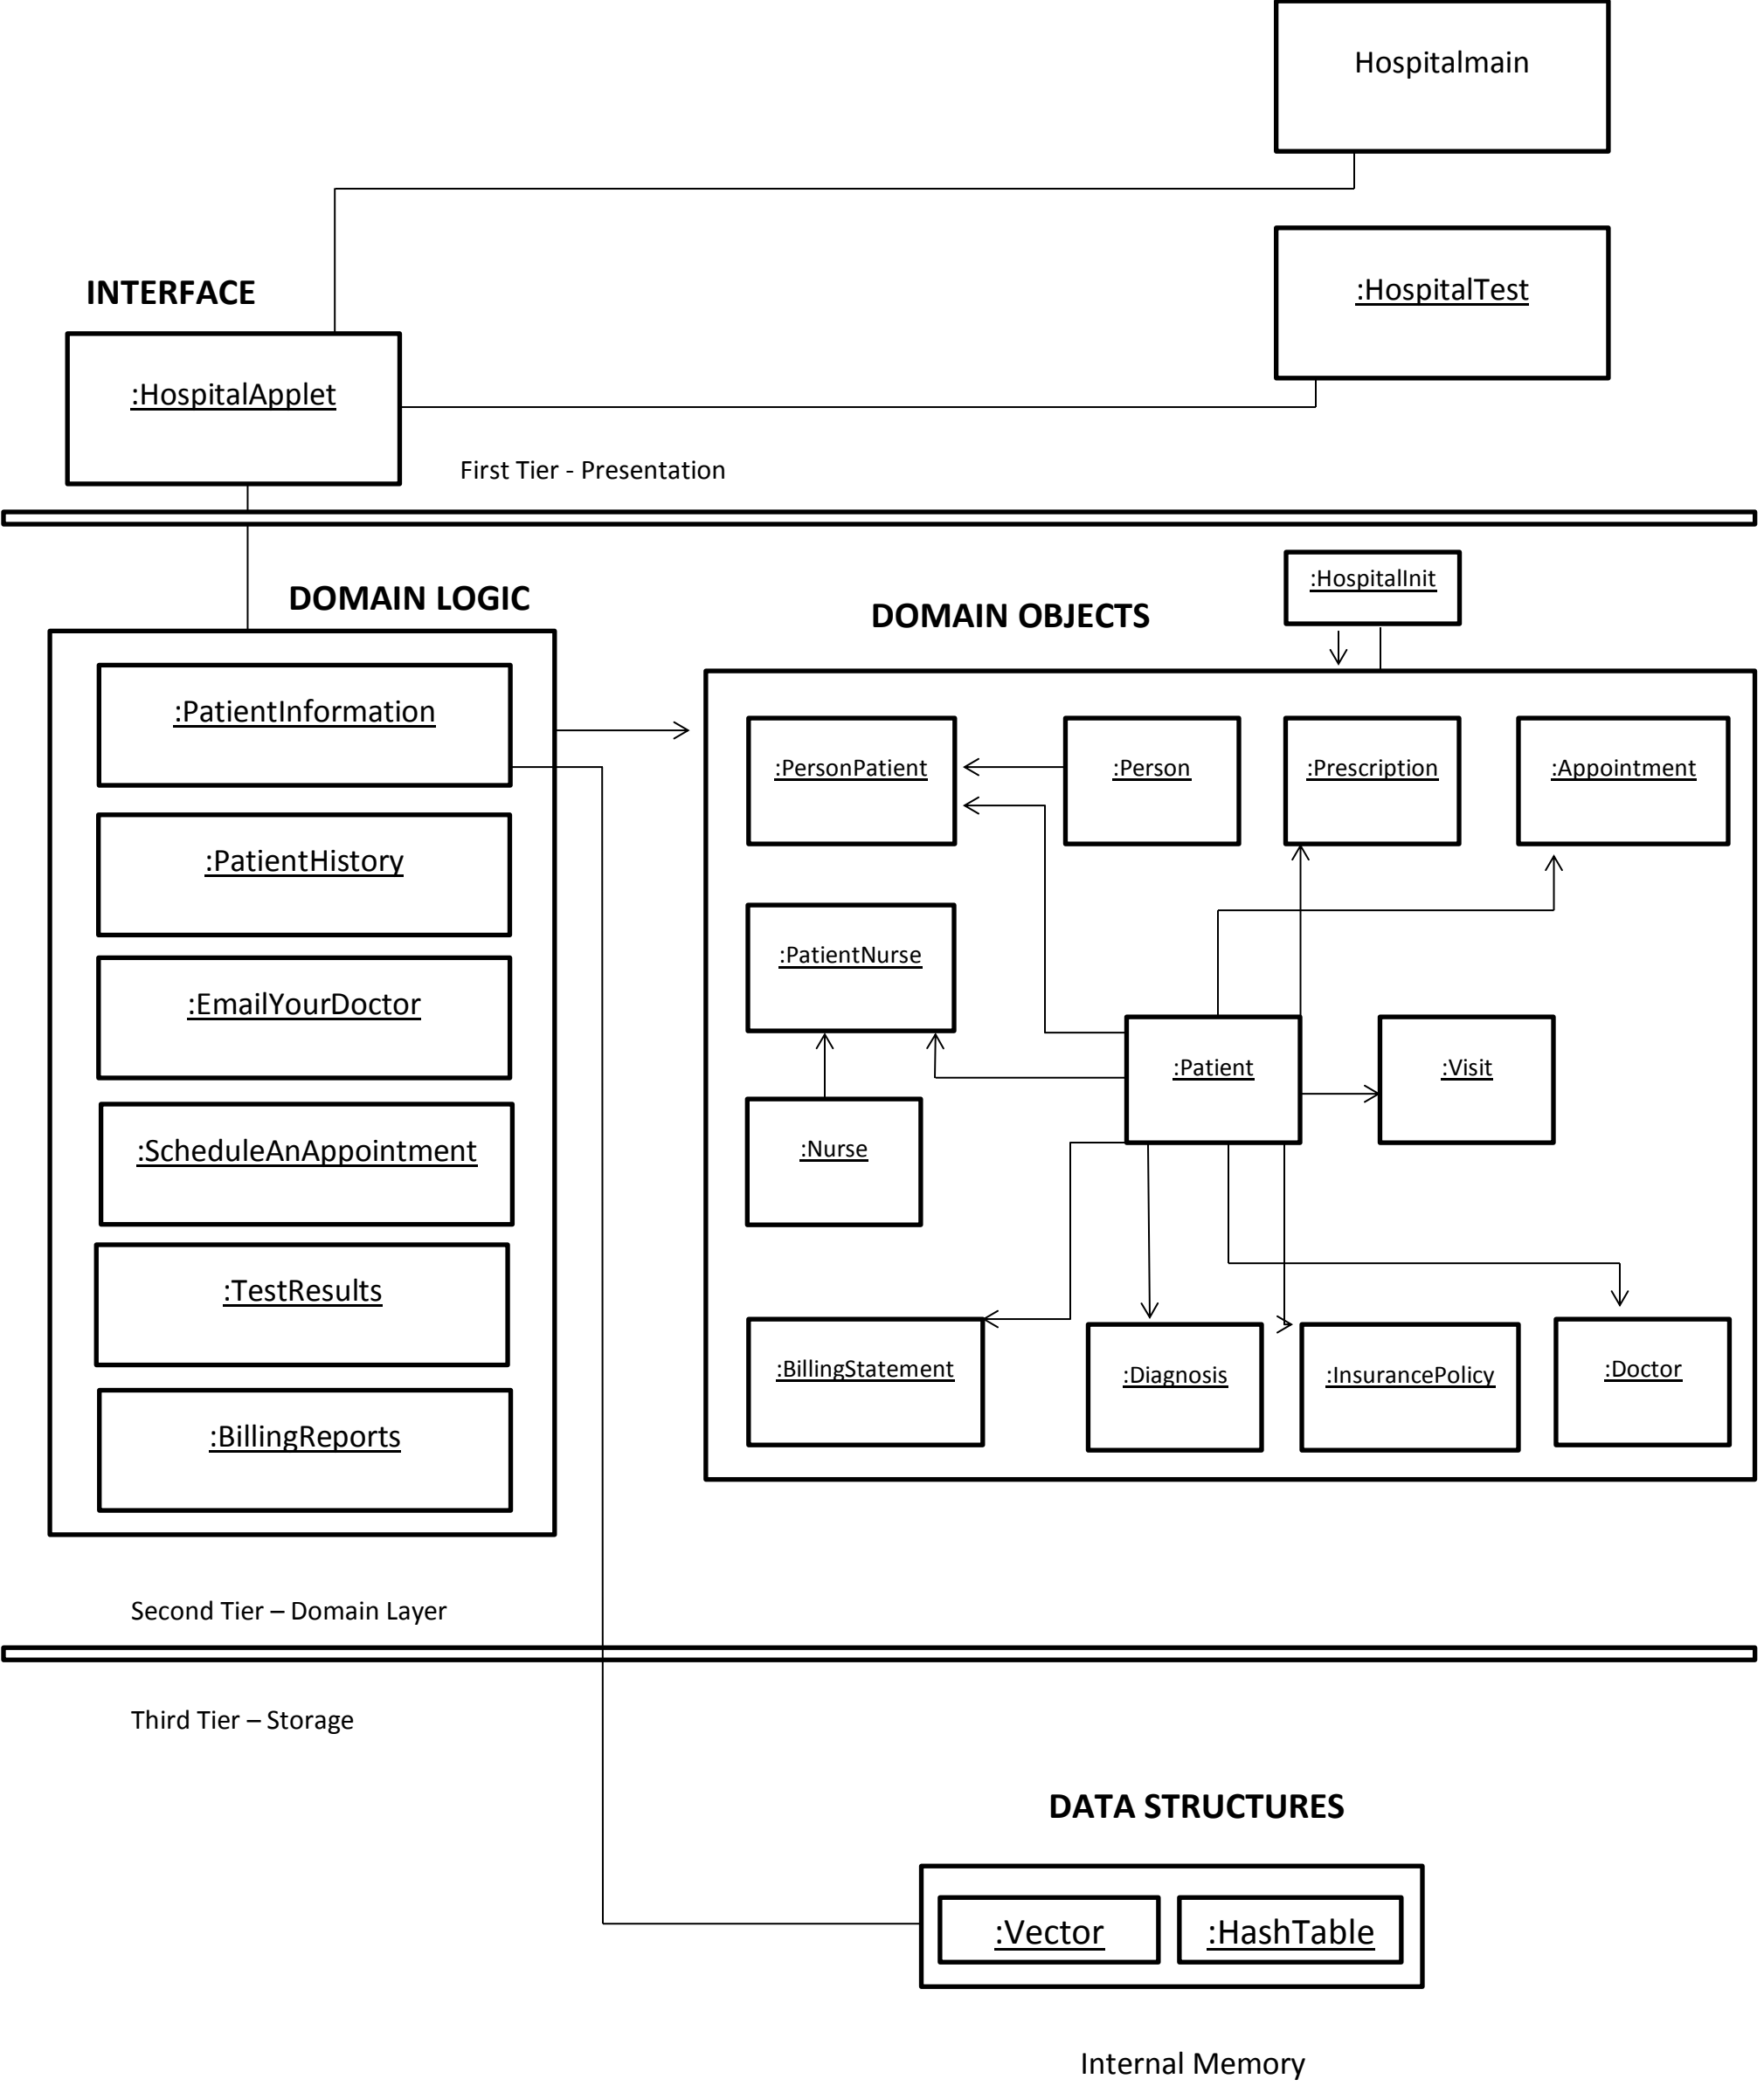 Hospitalmain
:HospitalTest
INTERFACE
:HospitalApplet
First Tier - Presentation
DOMAIN LOGIC
:PatientInformation
:PatientHistory
:EmailYourDoctor
:ScheduleAnAppointment
:TestResults
:BillingReports
:HospitalInit
DOMAIN OBJECTS
:PersonPatient
:Person
:Prescription
:Appointment
:PatientNurse
:Patient
:Visit
:Nurse
:BillingStatement
:Diagnosis
:InsurancePolicy
:Doctor
Second Tier – Domain Layer
Third Tier – Storage
DATA STRUCTURES
:Vector
:HashTable
Internal Memory